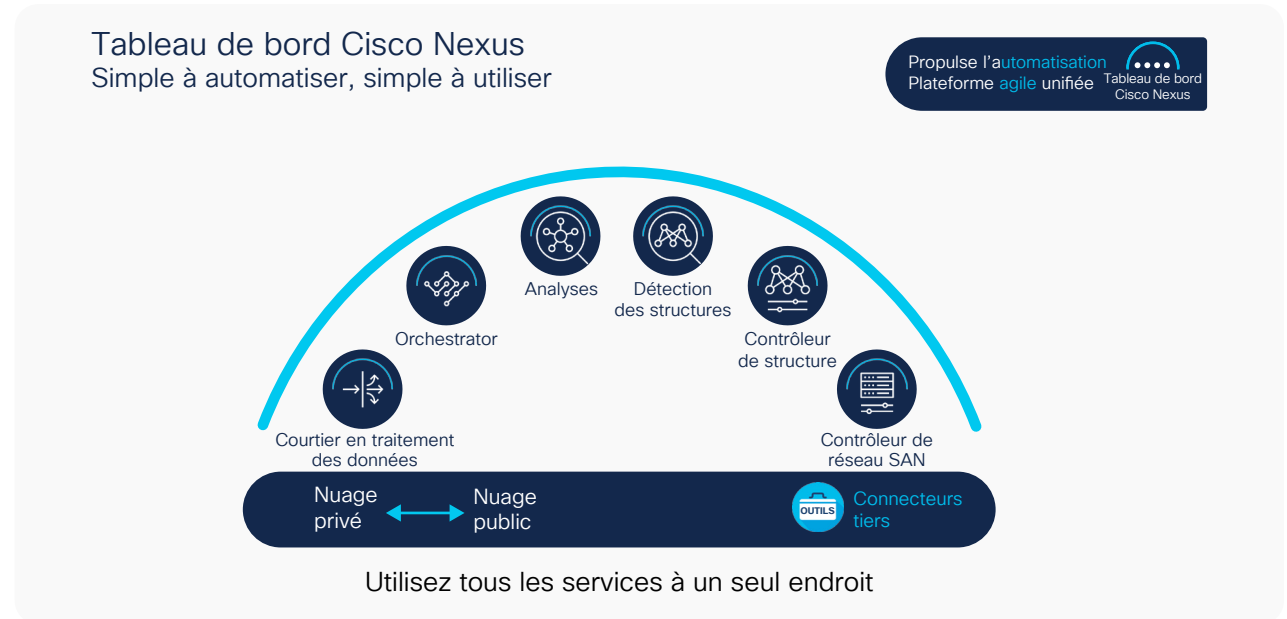 Tableau de bord Cisco Nexus
Simple à automatiser, simple à utiliser
Propulse l'automatisation
Plateforme agile unifiée
Tableau de bord
Cisco Nexus
Analyses
Détection
des structures
Orchestrator
Contrôleur
de structure
Courtier en traitement
des données
Contrôleur de
réseau SAN
Nuage
privé
Nuage
public
OUTILS
Connecteurs
tiers
Utilisez tous les services à un seul endroit